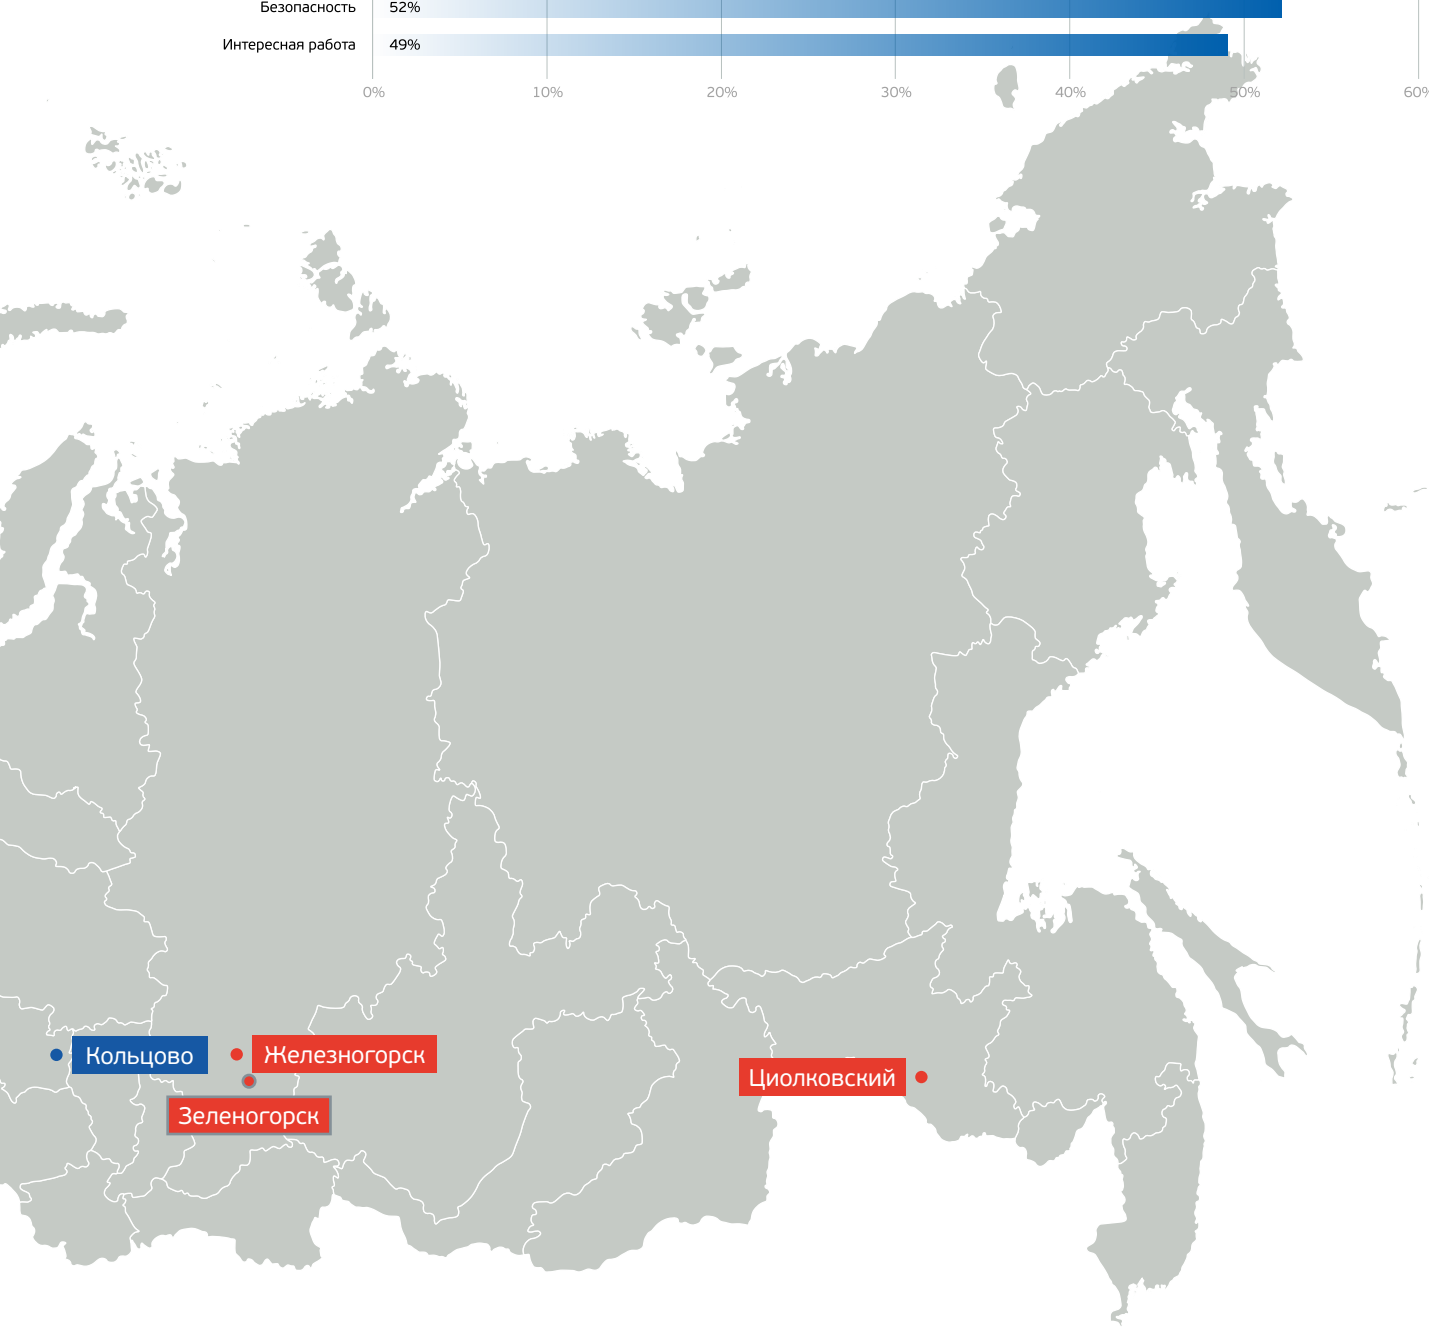 Безопасность 52%
Интересная работа 49%
0% 10% 20% 30% 40% 50% 60%
Кольцово
Железногорск
Циолковский
Зеленогорск